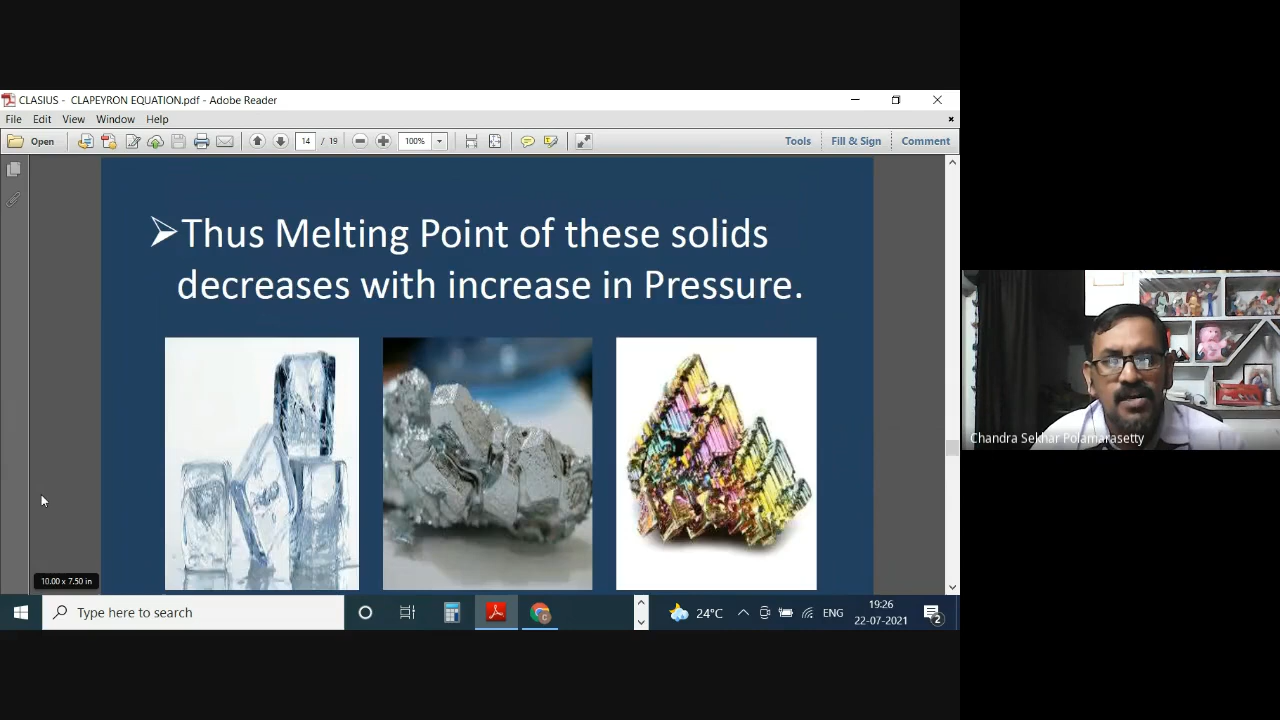 CLASIUS - CLAPEYRON EQUATION.pdf - Adobe Reader
File Edit View Window Help
Open 14 / 19 100% Tools Fill & Sign Comment
➢Thus Melting Point of these solids
decreases with increase in Pressure.
Chandra Sekhar Polamarasetty
10.00 x 7.50 in
Type here to search
24°C ENG
19:26
22-07-2021
2